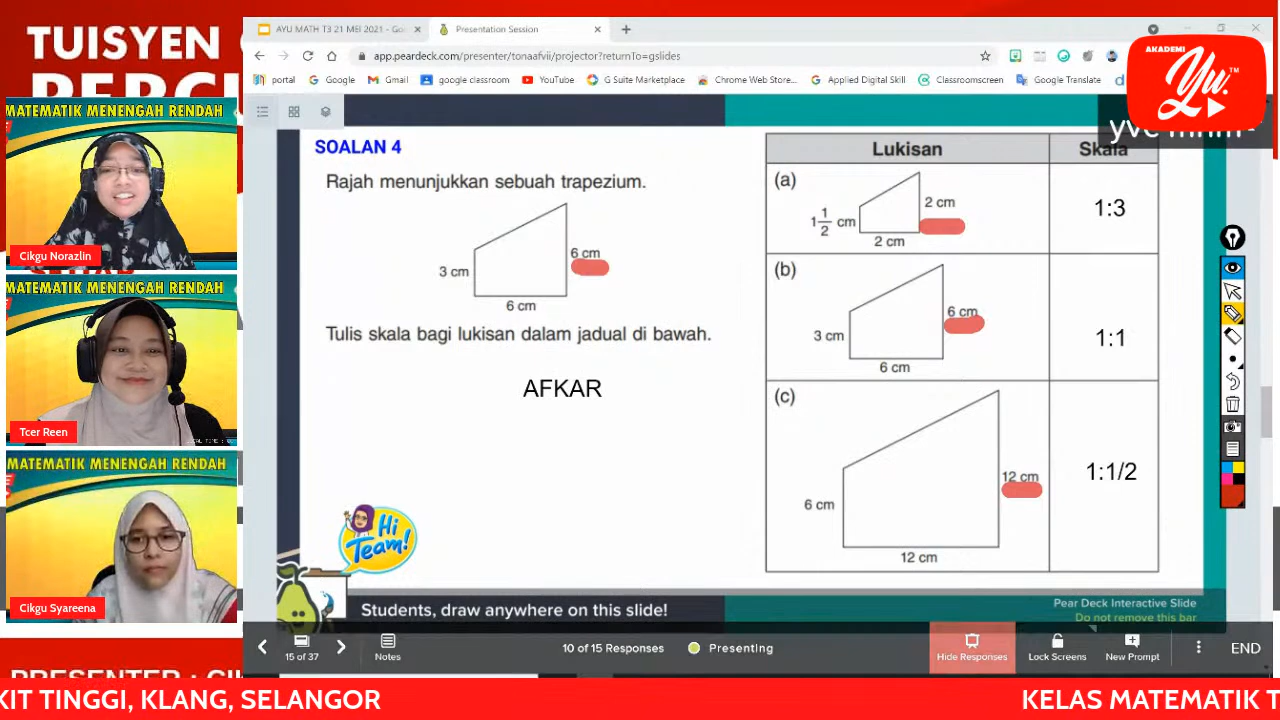 TUISYEN
MATEMATIK MENENGAH RENDAH
Cikgu Norazlin
MATEMATIK MENENGAH RENDAH
Tcer Reen
MATEMATIK MENENGAH RENDAH
Cikgu Syareena
AYU MATH T3 21 MEI 2021 - Go
Presentation Session
app.peardeck.com/presenter/tonaafvii/projector?returnTo=gslides
portal
Google
Gmail
google classroom
YouTube
G Suite Marketplace
Chrome Web Store...
Applied Digital Skill
Classroomscreen
Google Translate
AKADEMI
Yu.
TM
SOALAN 4
Rajah menunjukkan sebuah trapezium.
6 cm
3 cm
6 cm
Tulis skala bagi lukisan dalam jadual di bawah.
AFKAR
Hi
Team!
Lukisan
Skala
(a)
2 cm
1 1/2 cm
2 cm
1:3
(b)
6 cm
3 cm
6 cm
1:1
(c)
12 cm
6 cm
12 cm
1:1/2
Students, draw anywhere on this slide!
Pear Deck Interactive Slide
Do not remove this bar
15 of 37
Notes
10 of 15 Responses
Presenting
Hide Responses
Lock Screens
New Prompt
END
KIT TINGGI, KLANG, SELANGOR
KELAS MATEMATIK T